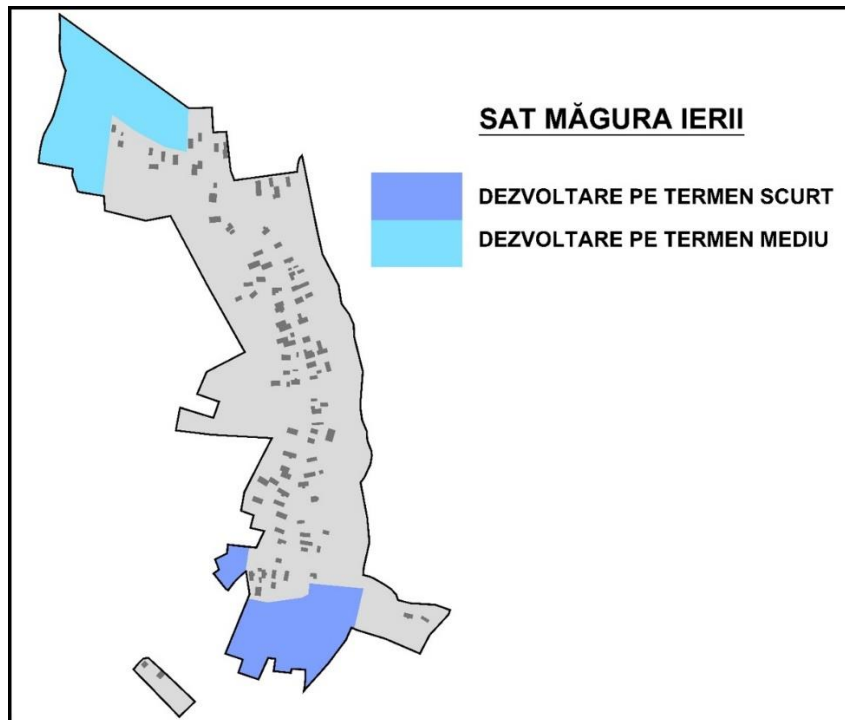 SAT MĂGURA IERII
DEZVOLTARE PE TERMEN SCURT
DEZVOLTARE PE TERMEN MEDIU